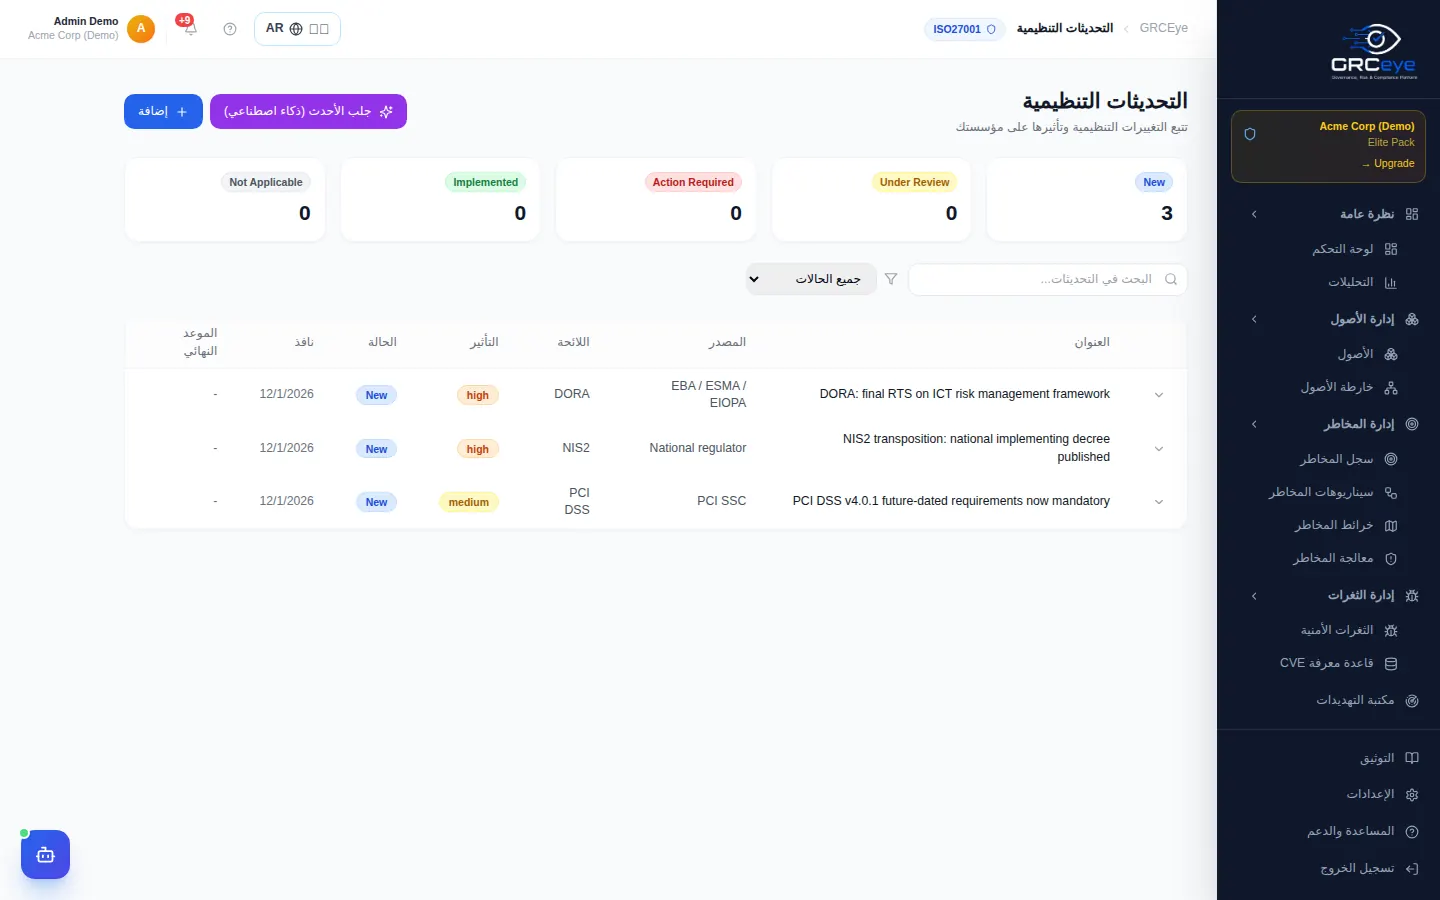 GRCeye
Governance, Risk & Compliance Platform
Acme Corp (Demo)
Elite Pack
→ Upgrade
نظرة عامة
لوحة التحكم
التحليلات
إدارة الأصول
الأصول
خارطة الأصول
إدارة المخاطر
سجل المخاطر
سيناريوهات المخاطر
خرائط المخاطر
معالجة المخاطر
إدارة الثغرات
الثغرات الأمنية
قاعدة معرفة CVE
مكتبة التهديدات
التوثيق
الإعدادات
المساعدة والدعم
تسجيل الخروج
GRCEye
التحديثات التنظيمية
ISO27001
AR
+9
A
Admin Demo
Acme Corp (Demo)
التحديثات التنظيمية
تتبع التغييرات التنظيمية وتأثيرها على مؤسستك
جلب الأحدث (ذكاء اصطناعي)
إضافة
New
3
Under Review
0
Action Required
0
Implemented
0
Not Applicable
0
البحث في التحديثات...
جميع الحالات
العنوان
المصدر
اللائحة
التأثير
الحالة
نافذ
الموعد
النهائي
DORA: final RTS on ICT risk management framework
EBA / ESMA /
EIOPA
DORA
high
New
12/1/2026
-
NIS2 transposition: national implementing decree
published
National regulator
NIS2
high
New
12/1/2026
-
PCI DSS v4.0.1 future-dated requirements now mandatory
PCI SSC
PCI
DSS
medium
New
12/1/2026
-